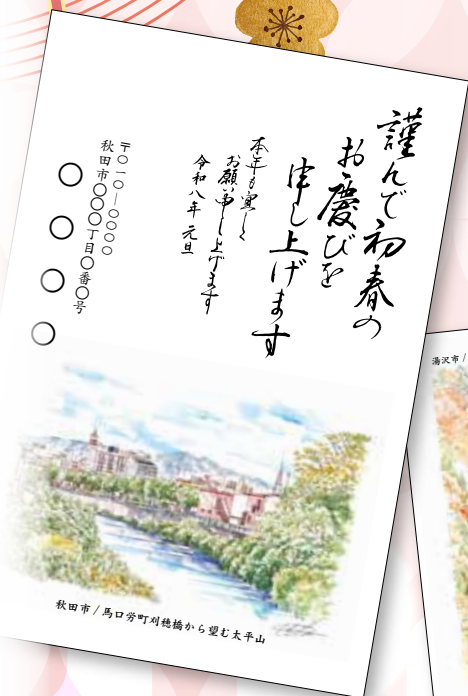 謹んで初春の
お慶びを
申し上げます
本年も宜しく
お願い申し上げます
令和八年 元旦
〒〇一〇―〇〇〇〇
秋田市〇〇〇丁目〇番〇号
〇〇〇〇
秋田市/馬口労町刈穂橋から望む太平山
湯沢市/